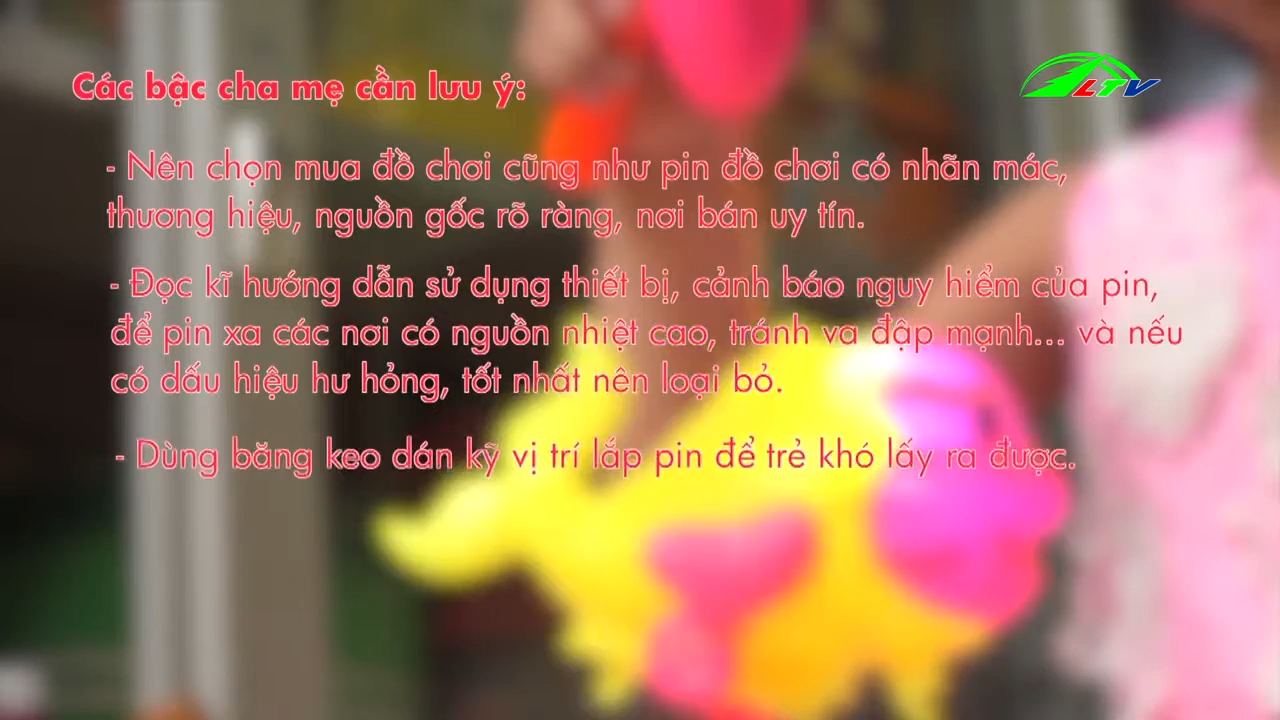 LTV
Các bậc cha mẹ cần lưu ý:
- Nên chọn mua đồ chơi cũng như pin đồ chơi có nhãn mác,
thương hiệu, nguồn gốc rõ ràng, nơi bán uy tín.
- Đọc kĩ hướng dẫn sử dụng thiết bị, cảnh báo nguy hiểm của pin,
để pin xa các nơi có nguồn nhiệt cao, tránh va đập mạnh... và nếu
có dấu hiệu hư hỏng, tốt nhất nên loại bỏ.
- Dùng băng keo dán kỹ vị trí lắp pin để trẻ khó lấy ra được.